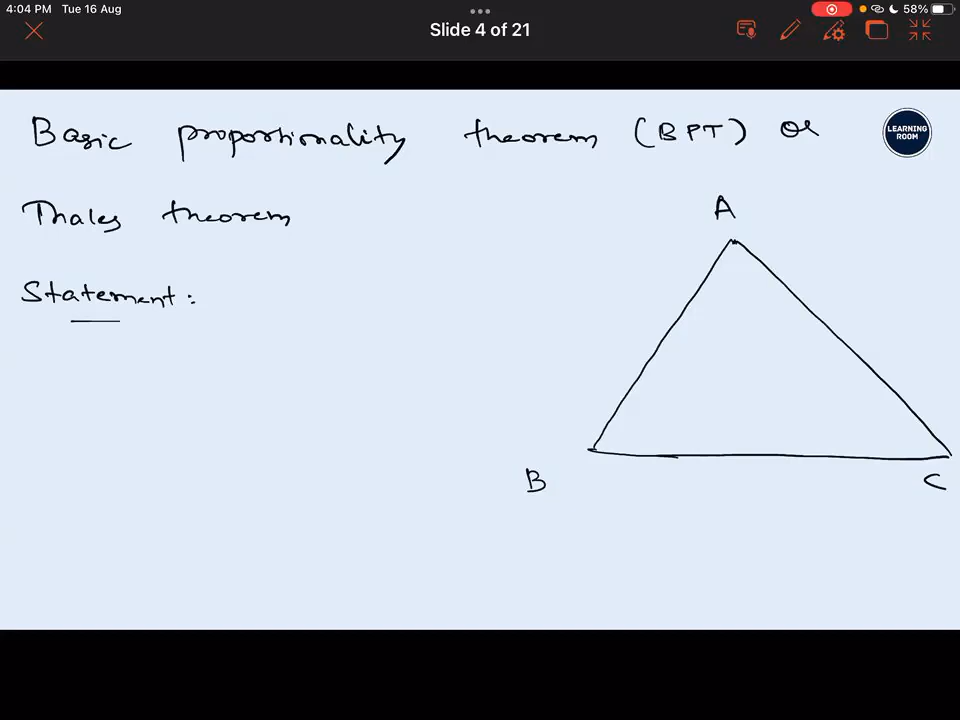 4:04 PM Tue 16 Aug
58%
Slide 4 of 21
Basic proportionality theorem (BPT) or
LEARNING
ROOM
Thales theorem
A
Statement:
B
C